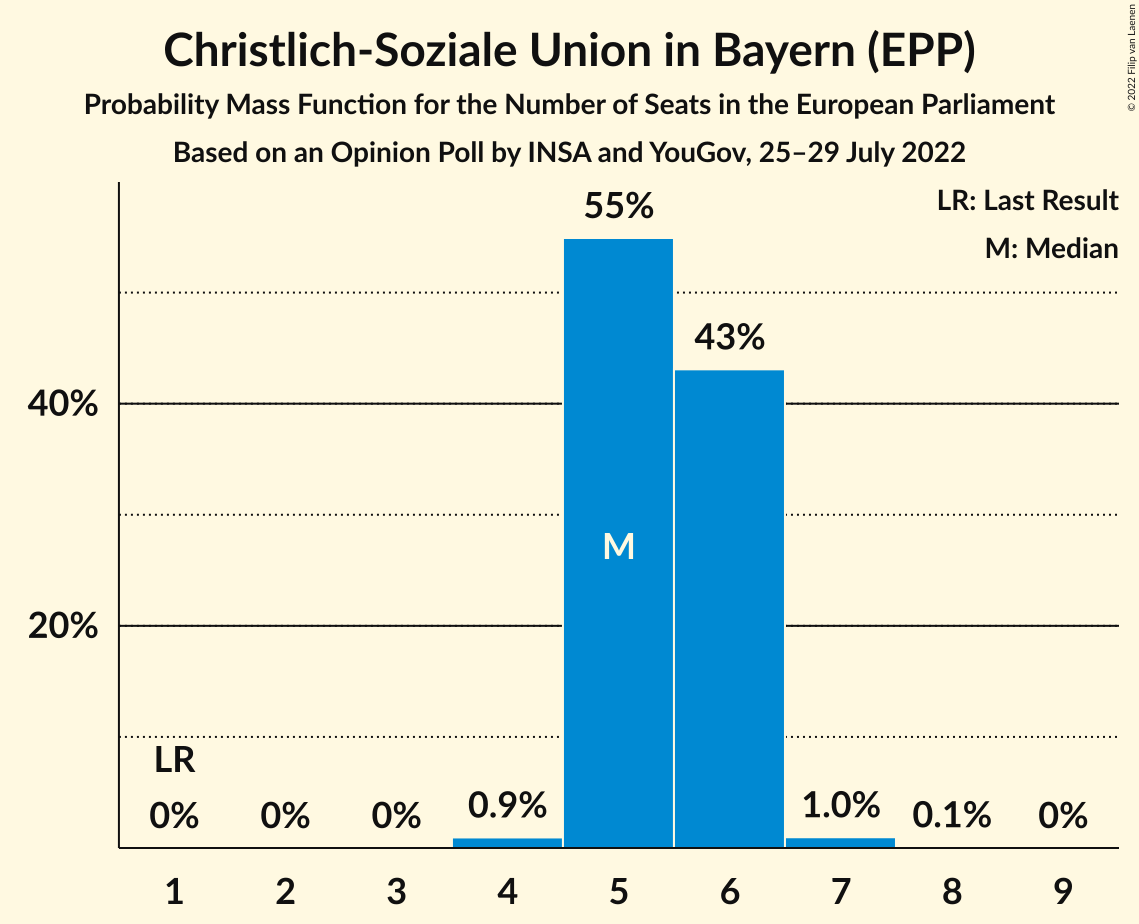 Christlich-Soziale Union in Bayern (EPP)
Probability Mass Function for the Number of Seats in the European Parliament
Based on an Opinion Poll by INSA and YouGov, 25–29 July 2022
© 2022 Filip van Laenen
LR: Last Result
M: Median
55%
43%
40%
M
20%
LR
0% 0% 0% 0.9% 1.0% 0.1% 0%
1 2 3 4 5 6 7 8 9